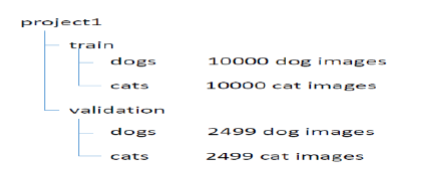 project1
train
dogs 10000 dog images
cats 10000 cat images
validation
dogs 2499 dog images
cats 2499 cat images